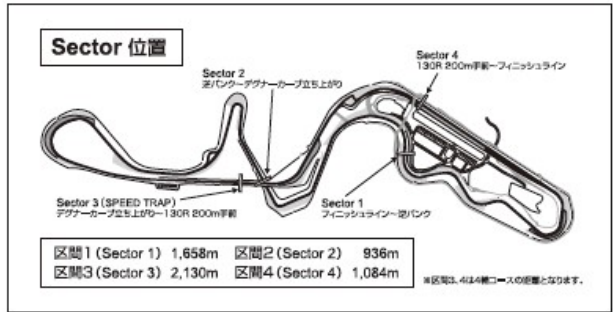 Sector 位置
Sector 4
130R 200m手前～フィニッシュライン
Sector 2
逆バンク～デグナーカーブ立ち上がり
Sector 3 (SPEED TRAP)
デグナーカーブ立ち上がり～130R 200m手前
Sector 1
フィニッシュライン～逆バンク
区間1 (Sector 1) 1,658m 区間2 (Sector 2) 936m
区間3 (Sector 3) 2,130m 区間4 (Sector 4) 1,084m
※区間3、4は4輪コースの距離となります。